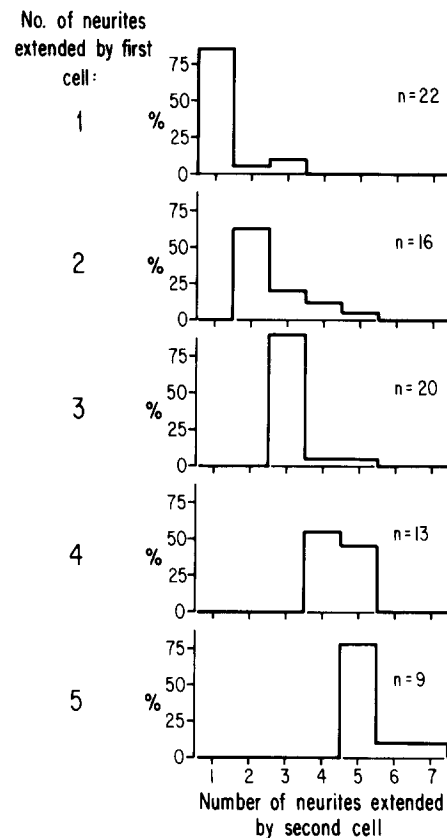 No. of neurites
extended by first
cell:
1
%
75
50
25
0
n=22
2
%
75
50
25
0
n=16
3
%
75
50
25
0
n=20
4
%
75
50
25
0
n=13
5
%
75
50
25
0
n=9
1 2 3 4 5 6 7
Number of neurites extended
by second cell